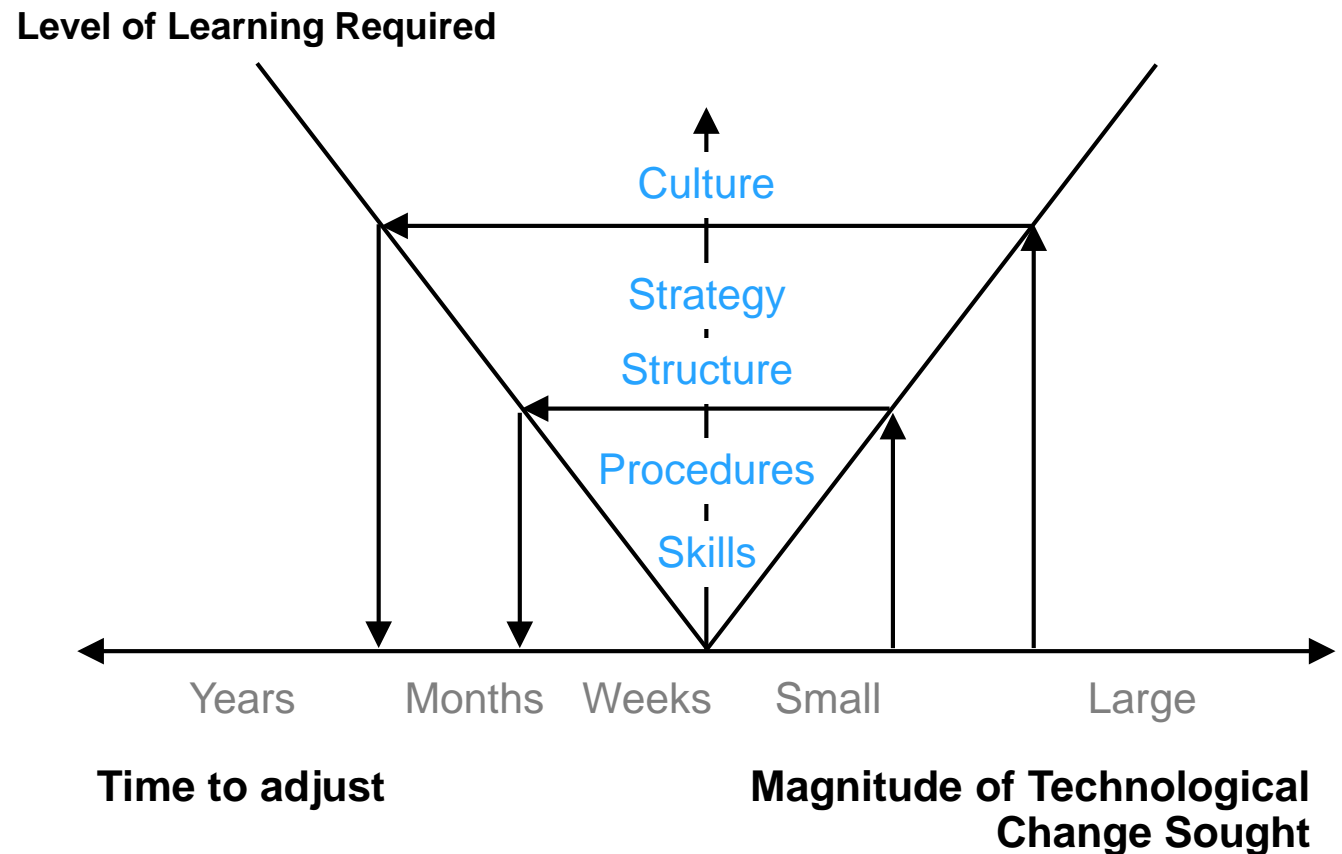 Level of Learning Required
Culture
Strategy
Structure
Procedures
Skills
Years Months Weeks Small Large
Time to adjust Magnitude of Technological
Change Sought